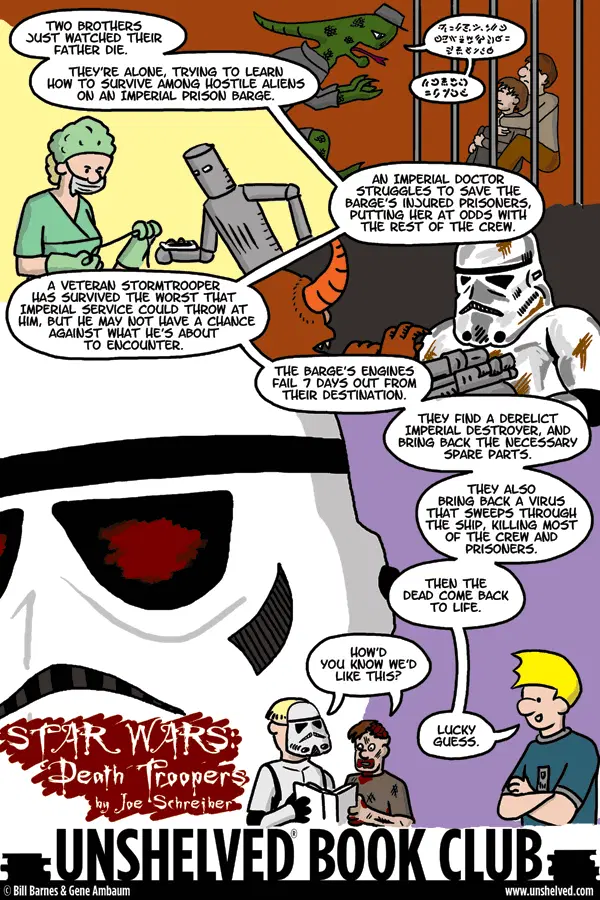 TWO BROTHERS
JUST WATCHED THEIR
FATHER DIE.
THEY'RE ALONE, TRYING TO LEARN
HOW TO SURVIVE AMONG HOSTILE ALIENS
ON AN IMPERIAL PRISON BARGE.
AN IMPERIAL DOCTOR
STRUGGLES TO SAVE THE
BARGE'S INJURED PRISONERS,
PUTTING HER AT ODDS WITH
THE REST OF THE CREW.
A VETERAN STORMTROOPER
HAS SURVIVED THE WORST THAT
IMPERIAL SERVICE COULD THROW AT
HIM, BUT HE MAY NOT HAVE A CHANCE
AGAINST WHAT HE'S ABOUT
TO ENCOUNTER.
THE BARGE'S ENGINES
FAIL 7 DAYS OUT FROM
THEIR DESTINATION.
THEY FIND A DERELICT
IMPERIAL DESTROYER, AND
BRING BACK THE NECESSARY
SPARE PARTS.
THEY ALSO
BRING BACK A VIRUS
THAT SWEEPS THROUGH
THE SHIP, KILLING MOST
OF THE CREW AND
PRISONERS.
THEN THE
DEAD COME BACK
TO LIFE.
HOW'D
YOU KNOW WE'D
LIKE THIS?
LUCKY
GUESS.
STAR WARS:
Death Troopers
by Joe Schreiber
UNSHELVED® BOOK CLUB
© Bill Barnes & Gene Ambaum
www.unshelved.com